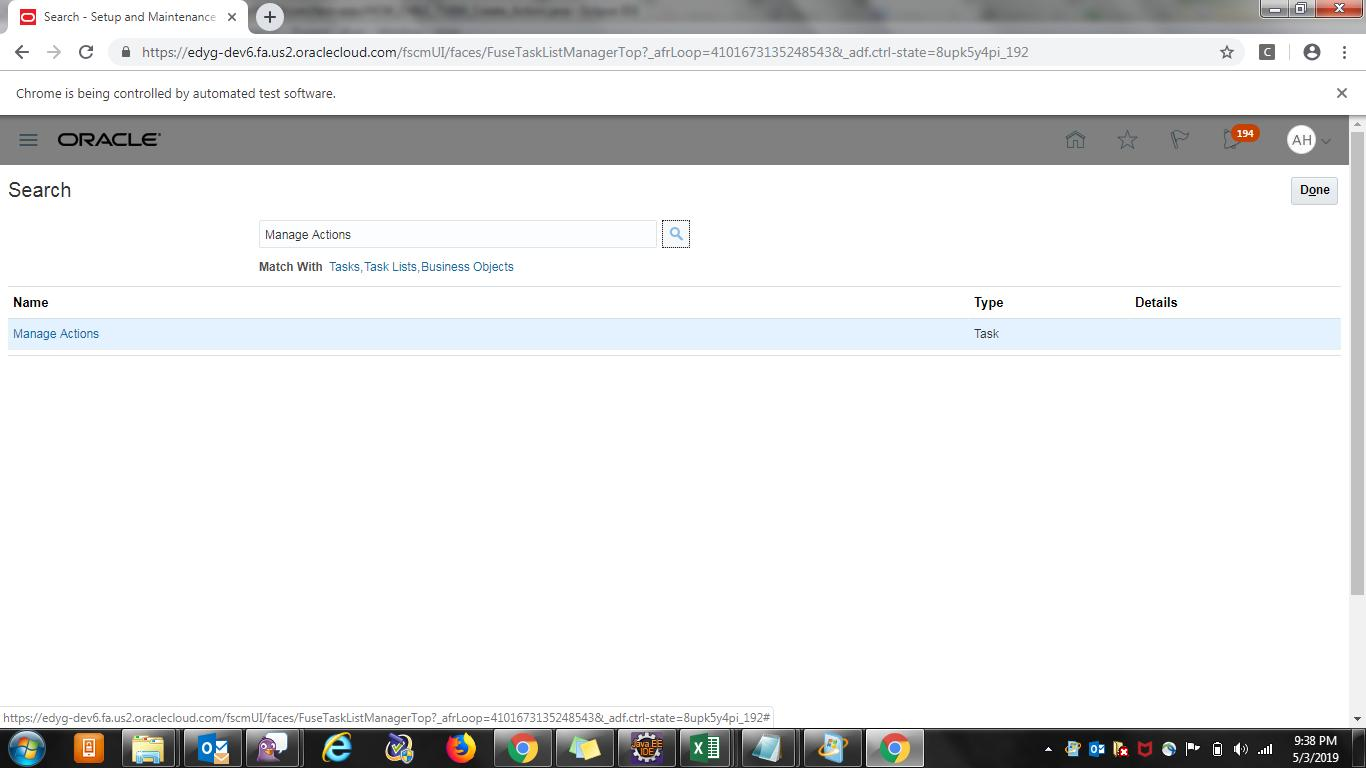 Search - Setup and Maintenance
https://edyg-dev6.fa.us2.oraclecloud.com/fscmUI/faces/FuseTaskListManagerTop?_afrLoop=4101673135248543&_adf.ctrl-state=8upk5y4pi_192
C
Chrome is being controlled by automated test software.
ORACLE
194
AH
Search
Done
Manage Actions
Match With Tasks, Task Lists, Business Objects
Name Type Details
Manage Actions Task
https://edyg-dev6.fa.us2.oraclecloud.com/fscmUI/faces/FuseTaskListManagerTop?_afrLoop=4101673135248543&_adf.ctrl-state=8upk5y4pi_192#
Java EE
IDE
9:38 PM
5/3/2019